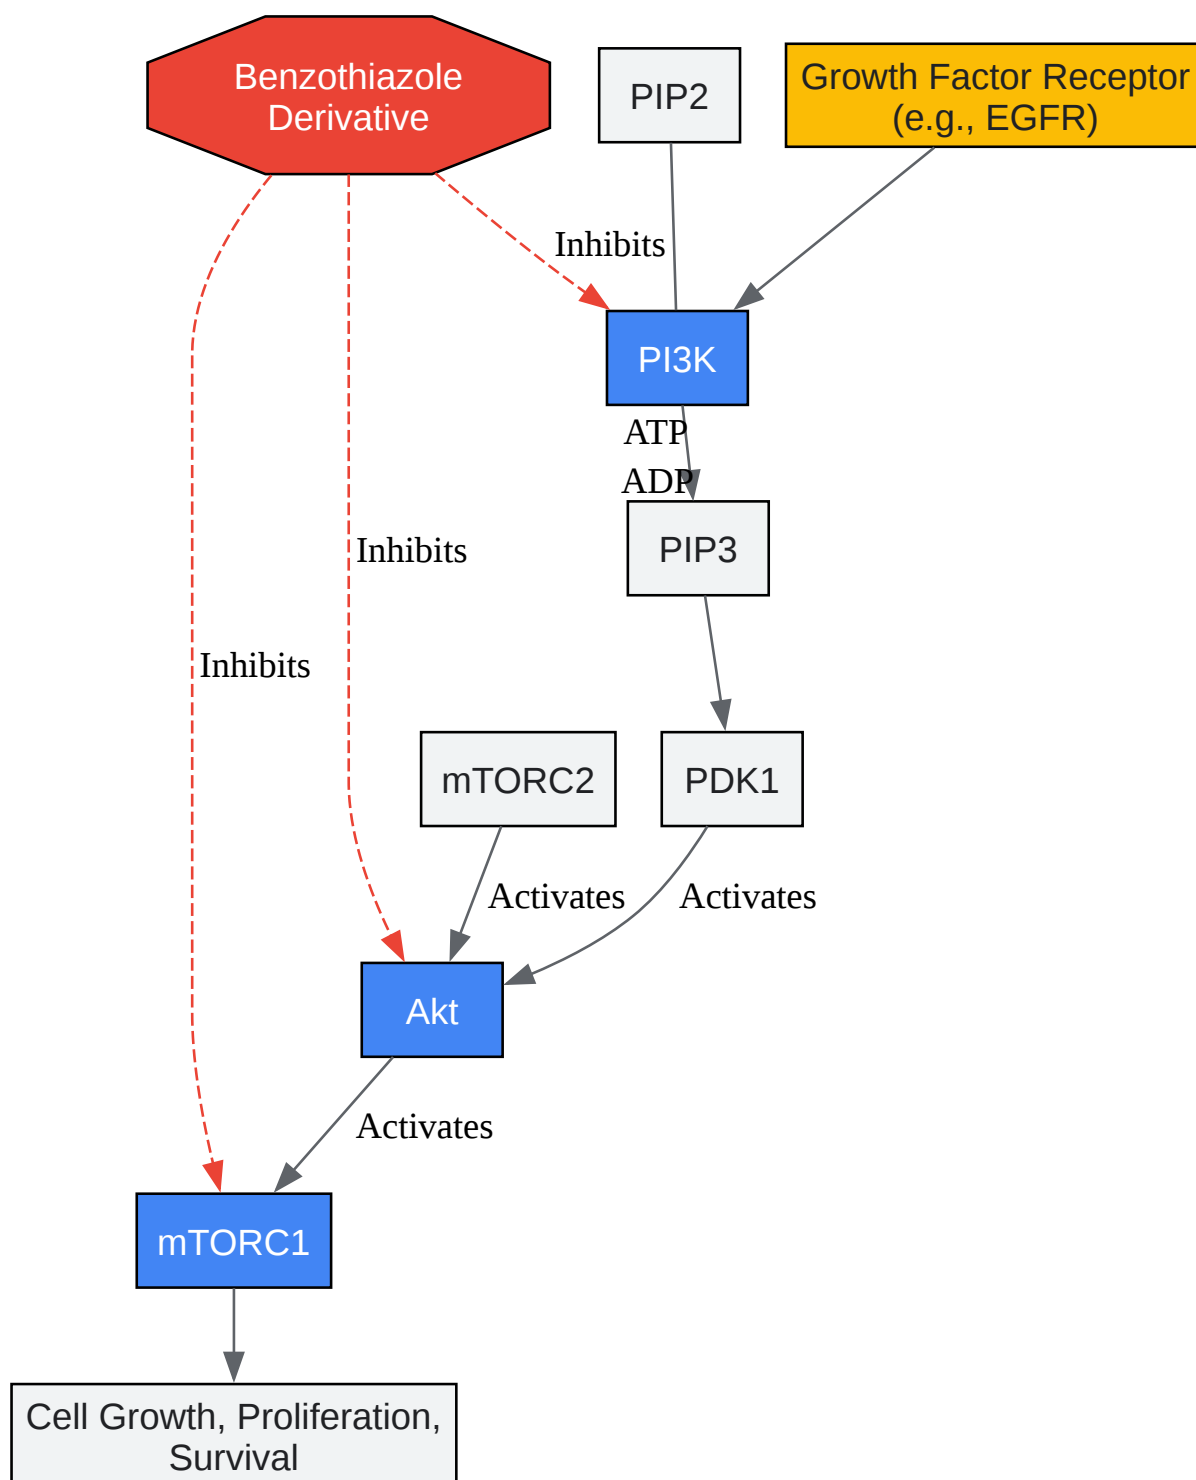 Benzothiazole
Derivative
PIP2
Growth Factor Receptor
(e.g., EGFR)
Inhibits
PI3K
ATP
ADP
PIP3
Inhibits
Inhibits
mTORC2
PDK1
Activates
Activates
Akt
Activates
mTORC1
Cell Growth, Proliferation,
Survival